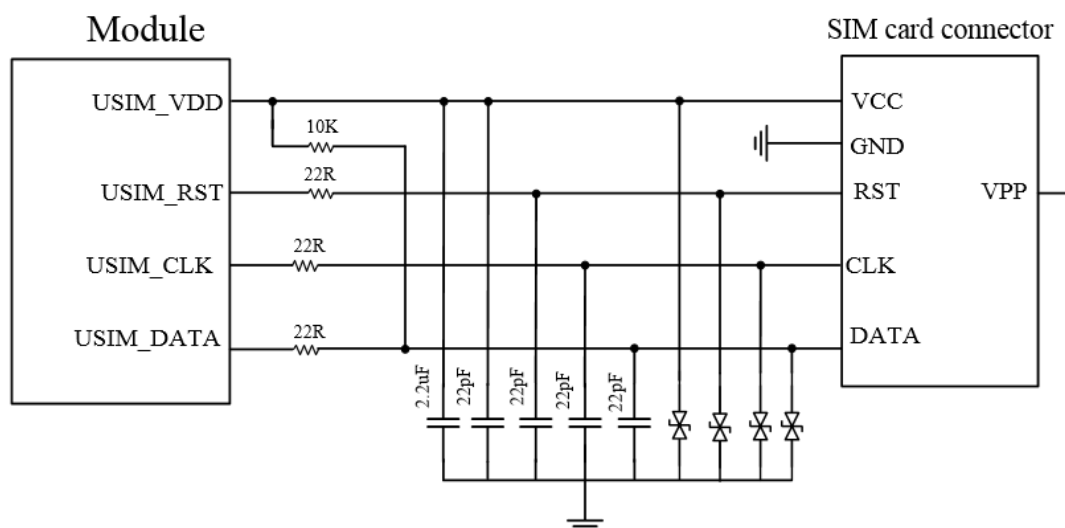 Module
SIM card connector
USIM_VDD
VCC
10K
GND
22R
USIM_RST
RST
VPP
22R
USIM_CLK
CLK
22R
USIM_DATA
DATA
2.2uF
22pF
22pF
22pF
22pF